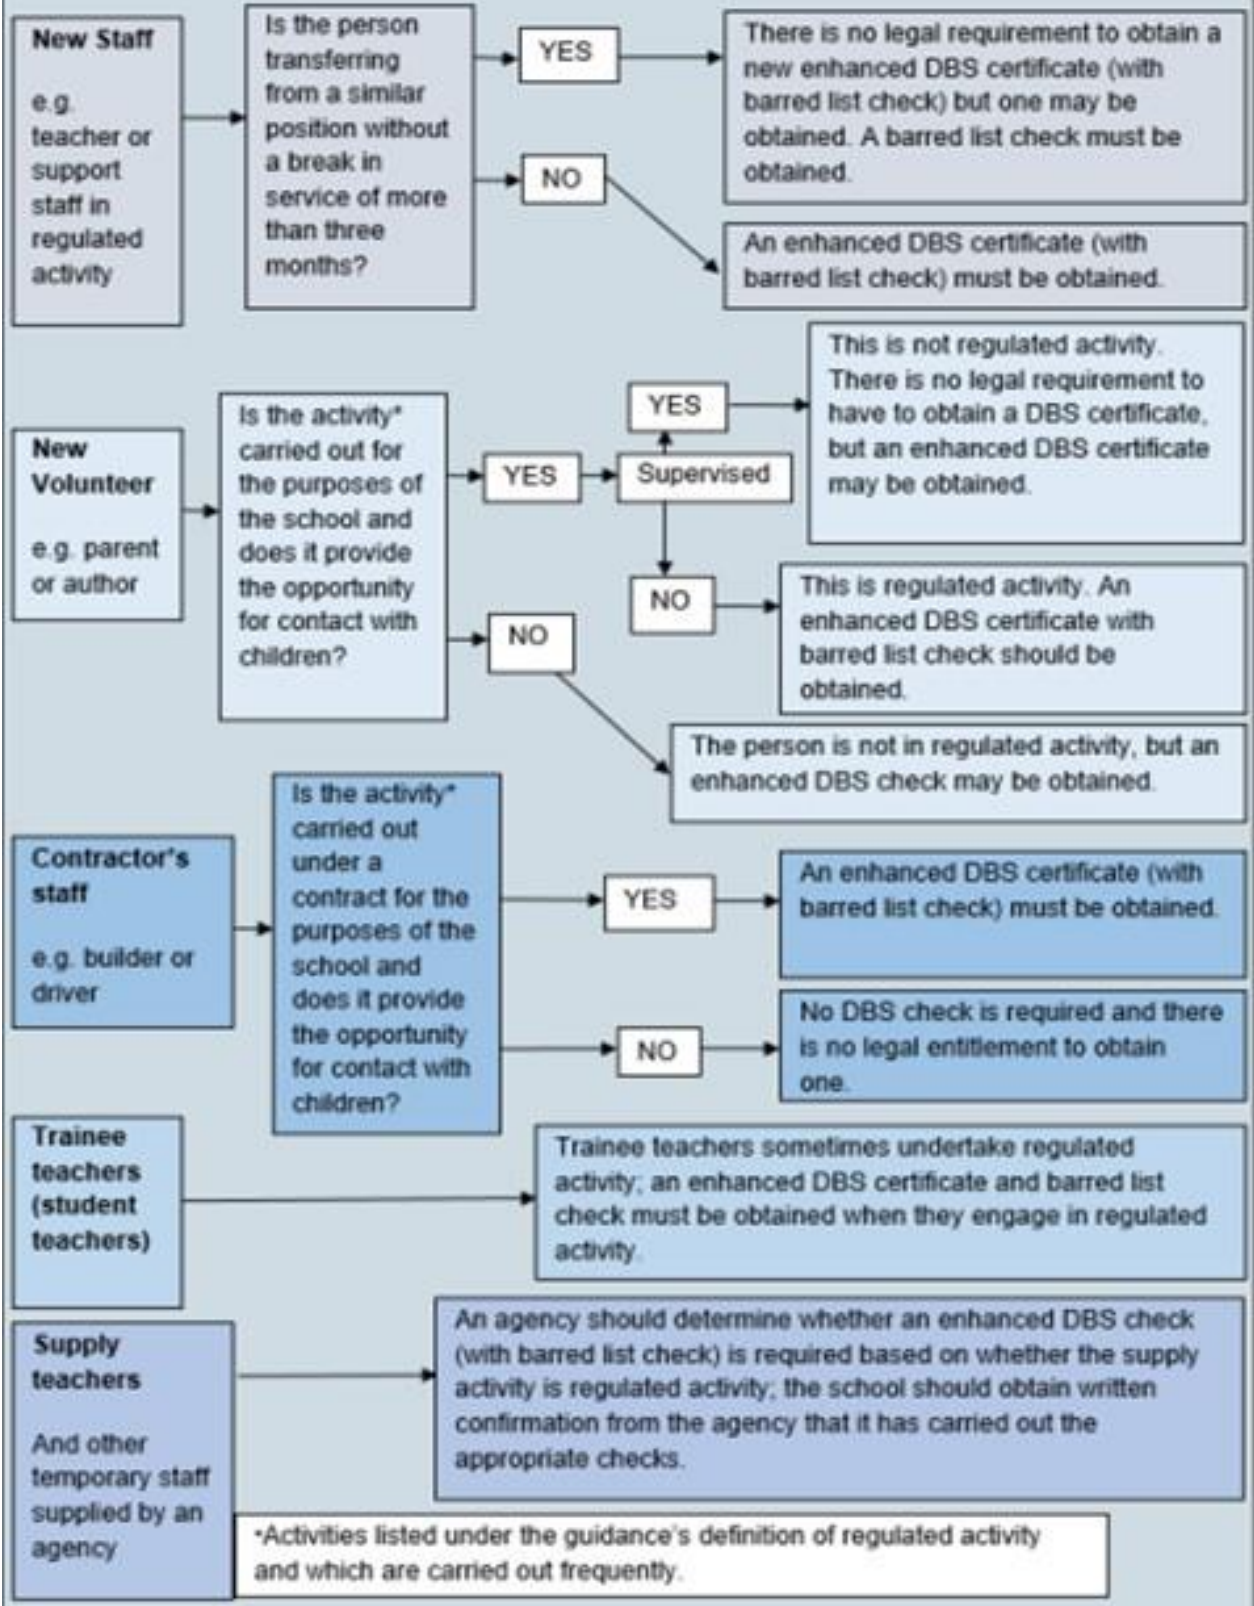 New Staff
e.g.
teacher or
support
staff in
regulated
activity
Is the person
transferring
from a similar
position without
a break in
service of more
than three
months?
YES
There is no legal requirement to obtain a
new enhanced DBS certificate (with
barred list check) but one may be
obtained. A barred list check must be
obtained.
NO
An enhanced DBS certificate (with
barred list check) must be obtained.
New
Volunteer
e.g. parent
or author
Is the activity*
carried out for
the purposes of
the school and
does it provide
the opportunity
for contact with
children?
YES
Supervised
YES
This is not regulated activity.
There is no legal requirement to
have to obtain a DBS certificate,
but an enhanced DBS certificate
may be obtained.
NO
This is regulated activity. An
enhanced DBS certificate with
barred list check should be
obtained.
NO
The person is not in regulated activity, but an
enhanced DBS check may be obtained.
Contractor's
staff
e.g. builder or
driver
Is the activity*
carried out
under a
contract for the
purposes of the
school and
does it provide
the opportunity
for contact with
children?
YES
An enhanced DBS certificate (with
barred list check) must be obtained.
NO
No DBS check is required and there
is no legal entitlement to obtain
one.
Trainee
teachers
(student
teachers)
Trainee teachers sometimes undertake regulated
activity; an enhanced DBS certificate and barred list
check must be obtained when they engage in regulated
activity.
Supply
teachers
And other
temporary staff
supplied by an
agency
An agency should determine whether an enhanced DBS check
(with barred list check) is required based on whether the supply
activity is regulated activity; the school should obtain written
confirmation from the agency that it has carried out the
appropriate checks.
*Activities listed under the guidance's definition of regulated activity
and which are carried out frequently.